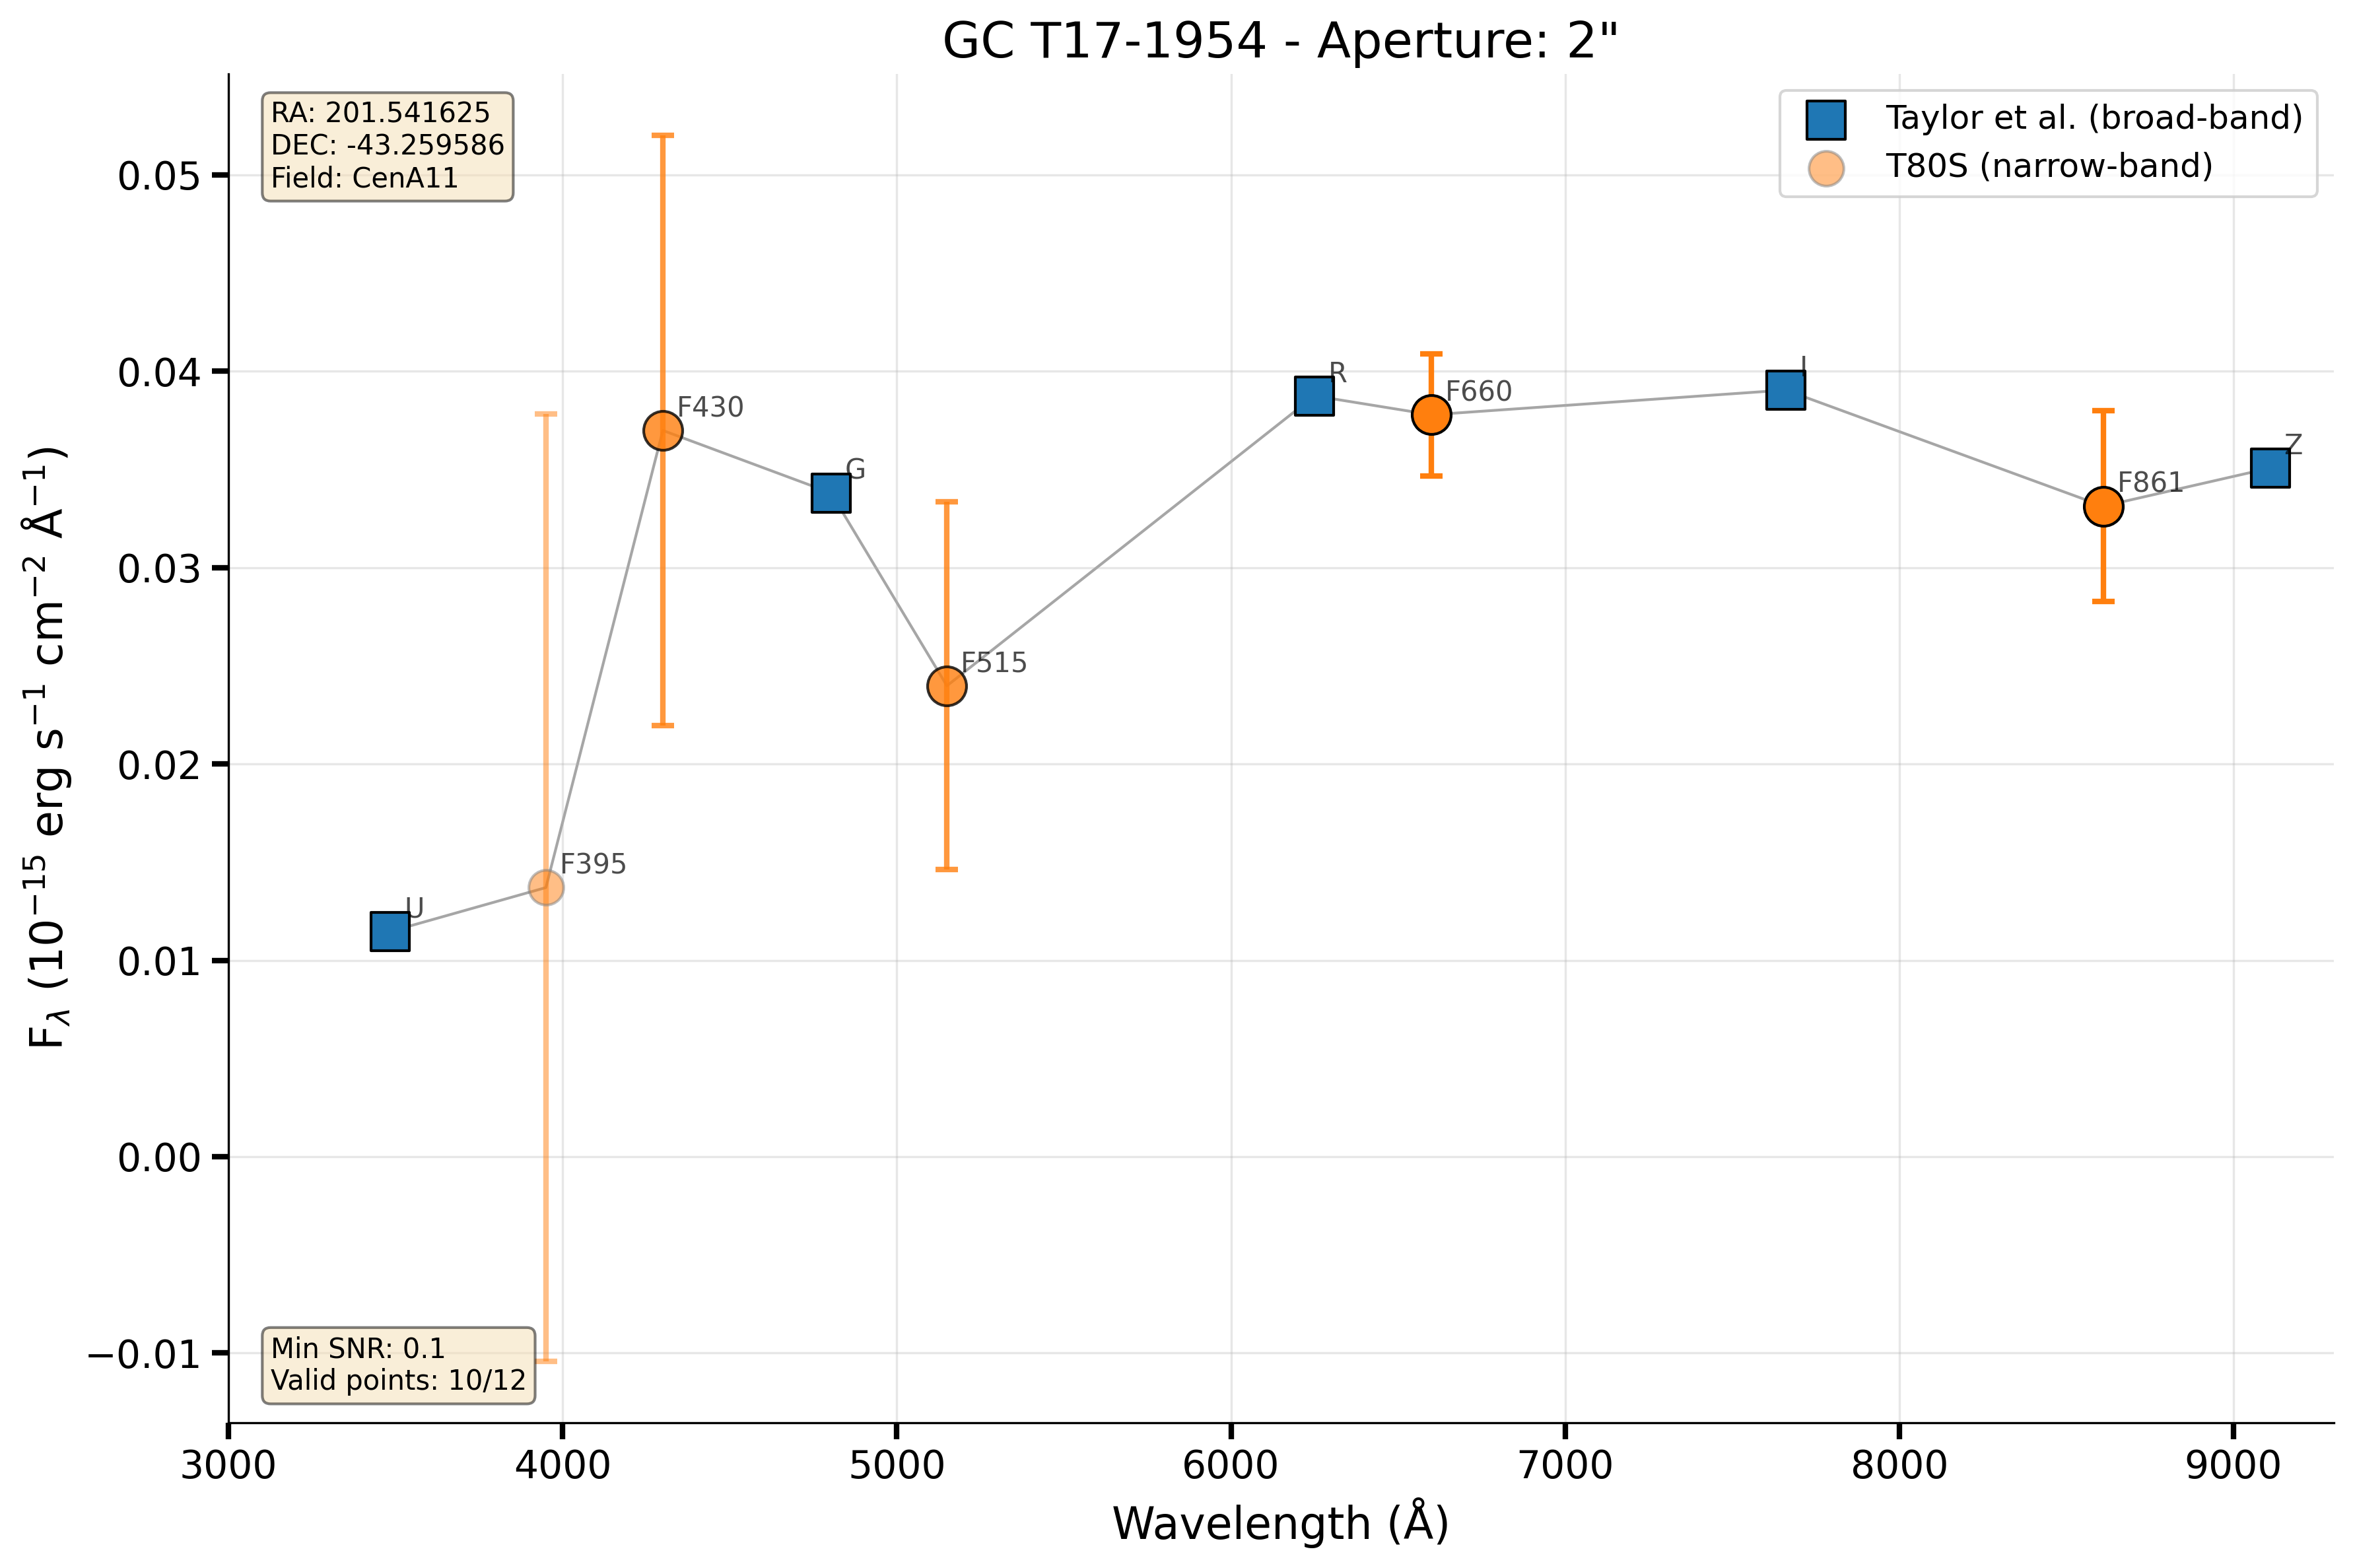 GC T17-1954 - Aperture: 2"
RA: 201.541625
DEC: -43.259586
Field: CenA11
Taylor et al. (broad-band)
T80S (narrow-band)
0.05
0.04
0.03
0.02
0.01
0.00
−0.01
F_λ (10⁻¹⁵ erg s⁻¹ cm⁻² Å⁻¹)
U
F395
F430
G
F515
R
F660
I
F861
Z
Min SNR: 0.1
Valid points: 10/12
3000 4000 5000 6000 7000 8000 9000
Wavelength (Å)